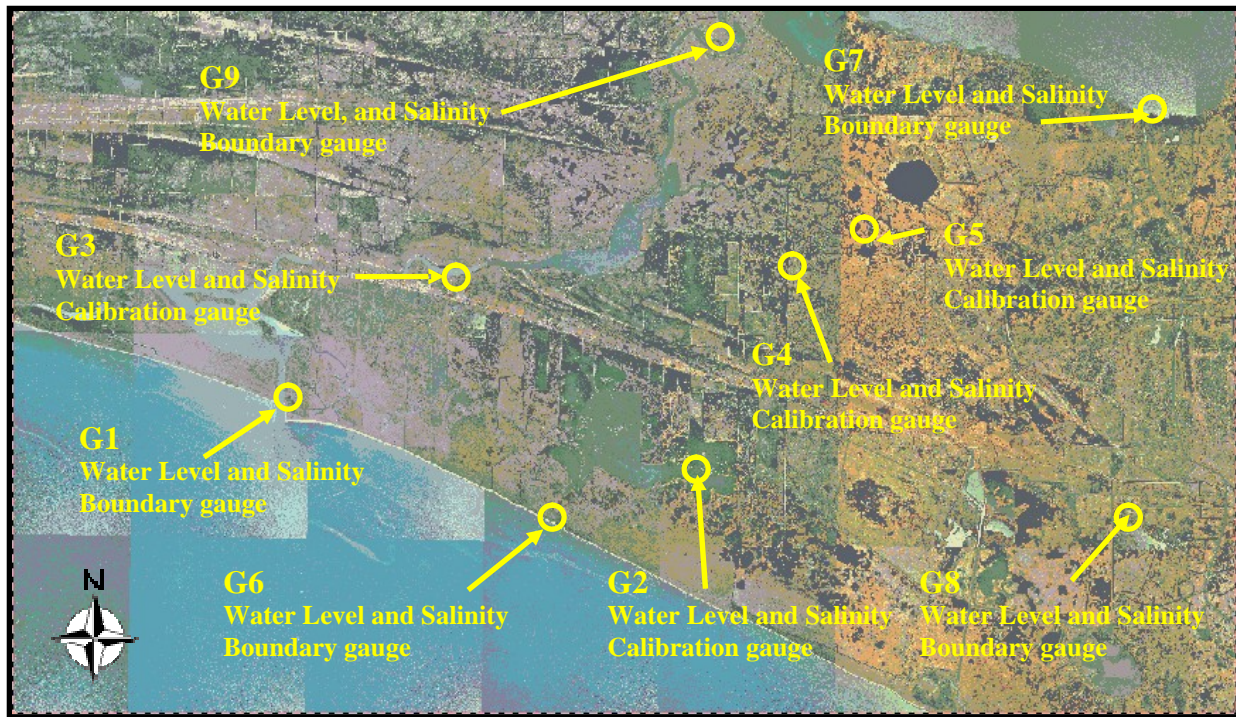 G9
Water Level, and Salinity
Boundary gauge
G7
Water Level and Salinity
Boundary gauge
G3
Water Level and Salinity
Calibration gauge
G5
Water Level and Salinity
Calibration gauge
G4
Water Level and Salinity
Calibration gauge
G1
Water Level and Salinity
Boundary gauge
N
G6
Water Level and Salinity
Boundary gauge
G2
Water Level and Salinity
Calibration gauge
G8
Water Level and Salinity
Boundary gauge